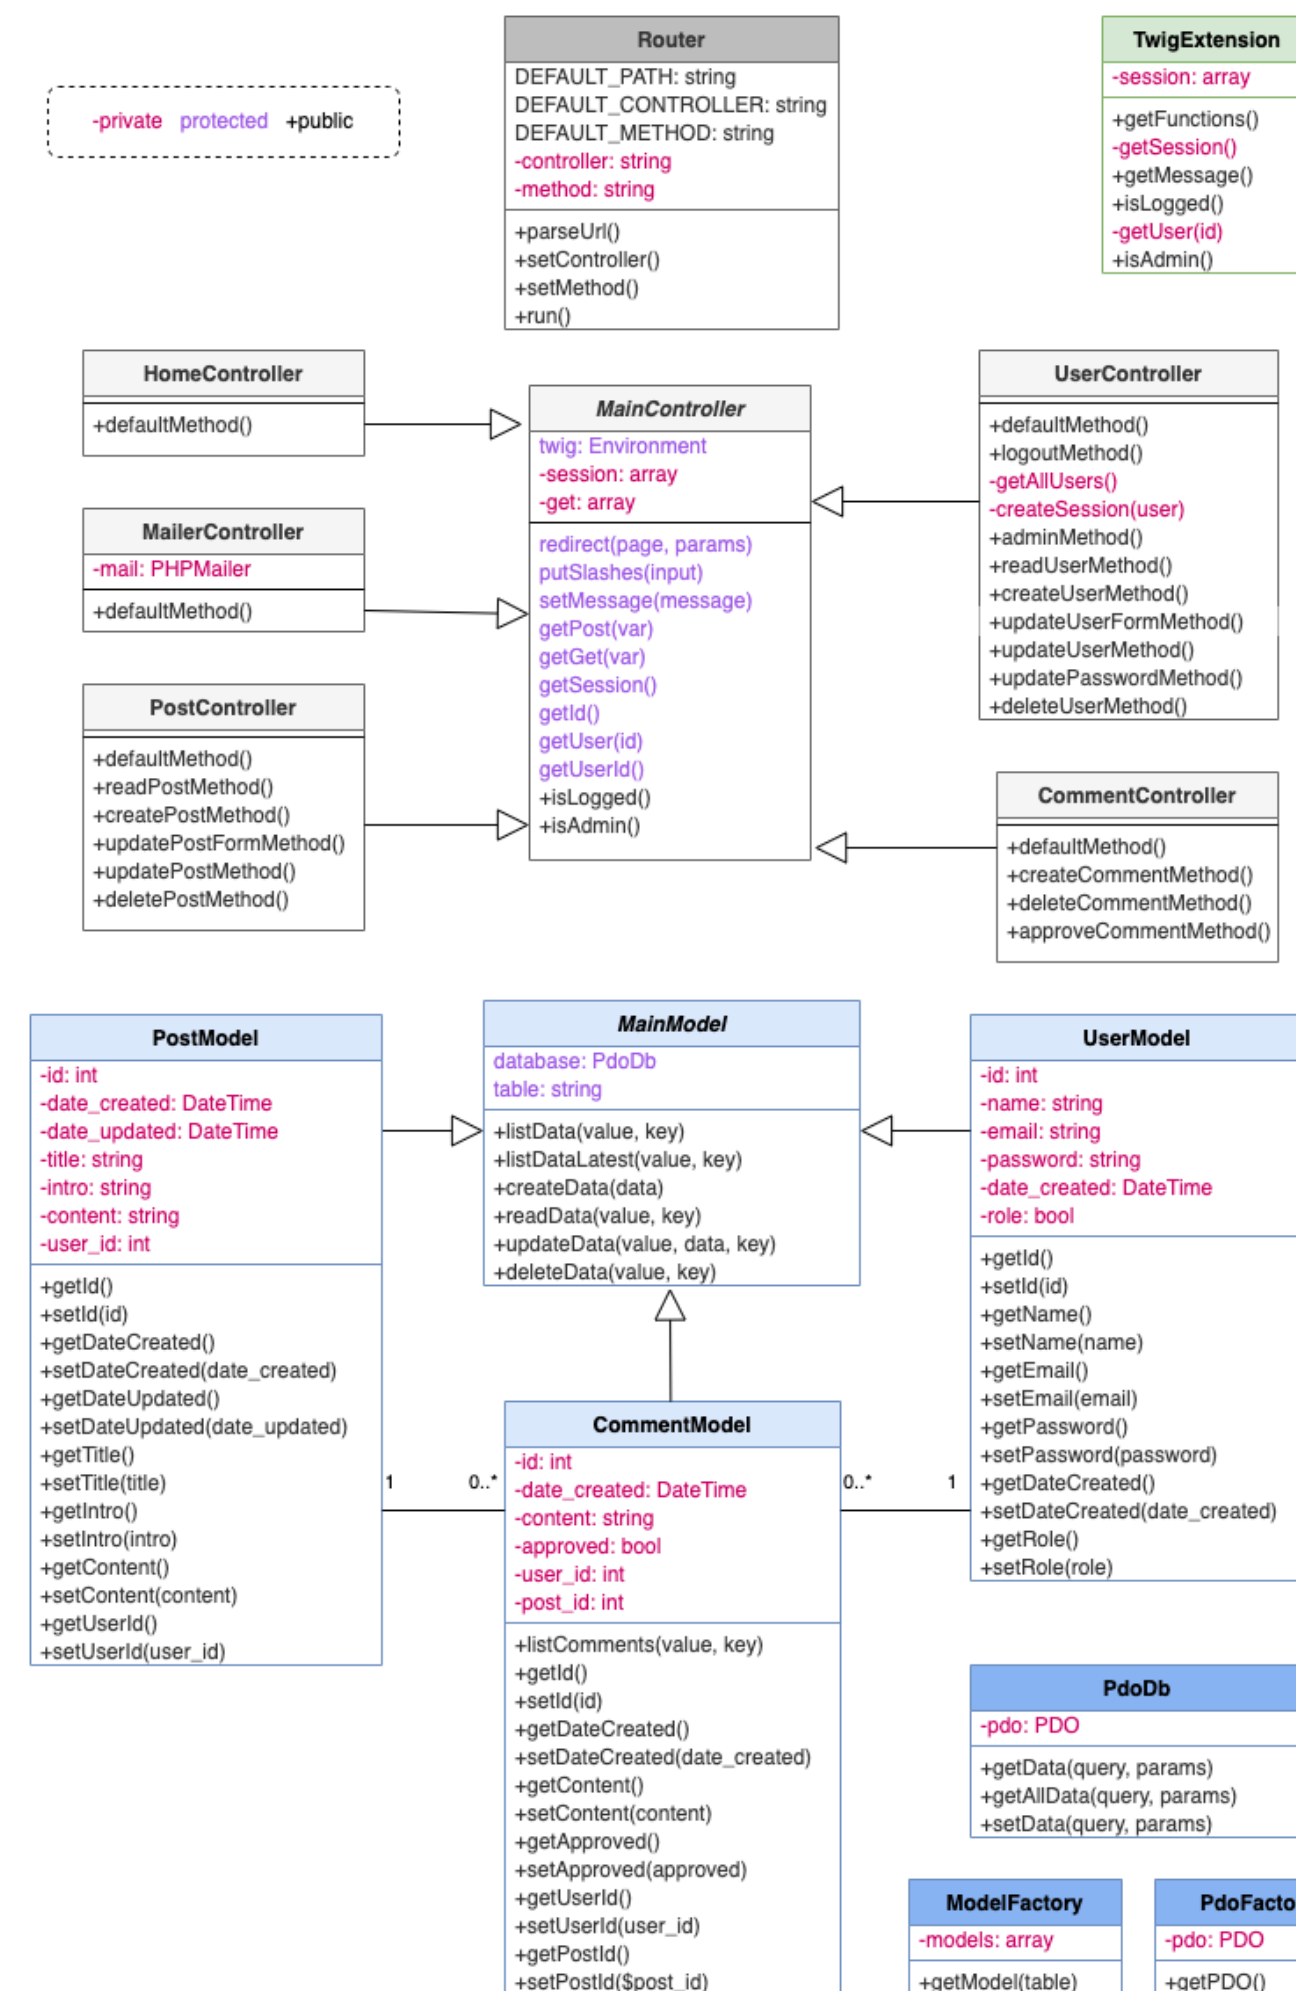 -private protected +public
Router
DEFAULT_PATH: string
DEFAULT_CONTROLLER: string
DEFAULT_METHOD: string
-controller: string
-method: string
+parseUrl()
+setController()
+setMethod()
+run()
TwigExtension
-session: array
+getFunctions()
-getSession()
+getMessage()
+isLogged()
-getUser(id)
+isAdmin()
HomeController
+defaultMethod()
MailerController
-mail: PHPMailer
+defaultMethod()
PostController
+defaultMethod()
+readPostMethod()
+createPostMethod()
+updatePostFormMethod()
+updatePostMethod()
+deletePostMethod()
MainController
twig: Environment
-session: array
-get: array
redirect(page, params)
putSlashes(input)
setMessage(message)
getPost(var)
getGet(var)
getSession()
getId()
getUser(id)
getUserId()
+isLogged()
+isAdmin()
UserController
+defaultMethod()
+logoutMethod()
-getAllUsers()
-createSession(user)
+adminMethod()
+readUserMethod()
+createUserMethod()
+updateUserFormMethod()
+updateUserMethod()
+updatePasswordMethod()
+deleteUserMethod()
CommentController
+defaultMethod()
+createCommentMethod()
+deleteCommentMethod()
+approveCommentMethod()
PostModel
-id: int
-date_created: DateTime
-date_updated: DateTime
-title: string
-intro: string
-content: string
-user_id: int
+getId()
+setId(id)
+getDateCreated()
+setDateCreated(date_created)
+getDateUpdated()
+setDateUpdated(date_updated)
+getTitle()
+setTitle(title)
+getIntro()
+setIntro(intro)
+getContent()
+setContent(content)
+getUserId()
+setUserId(user_id)
MainModel
database: PdoDb
table: string
+listData(value, key)
+listDataLatest(value, key)
+createData(data)
+readData(value, key)
+updateData(value, data, key)
+deleteData(value, key)
UserModel
-id: int
-name: string
-email: string
-password: string
-date_created: DateTime
-role: bool
+getId()
+setId(id)
+getName()
+setName(name)
+getEmail()
+setEmail(email)
+getPassword()
+setPassword(password)
+getDateCreated()
+setDateCreated(date_created)
+getRole()
+setRole(role)
1 0..*
0..* 1
CommentModel
-id: int
-date_created: DateTime
-content: string
-approved: bool
-user_id: int
-post_id: int
+listComments(value, key)
+getId()
+setId(id)
+getDateCreated()
+setDateCreated(date_created)
+getContent()
+setContent(content)
+getApproved()
+setApproved(approved)
+getUserId()
+setUserId(user_id)
+getPostId()
+setPostId($post_id)
PdoDb
-pdo: PDO
+getData(query, params)
+getAllData(query, params)
+setData(query, params)
ModelFactory
-models: array
+getModel(table)
PdoFacto
-pdo: PDO
+getPDO()